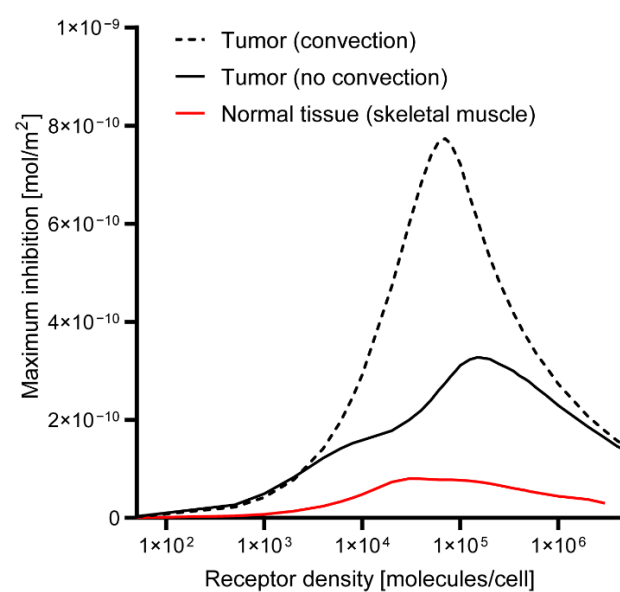 1×10⁻⁹
Tumor (convection)
Tumor (no convection)
Normal tissue (skeletal muscle)
8×10⁻¹⁰
6×10⁻¹⁰
4×10⁻¹⁰
2×10⁻¹⁰
0
Maximum inhibition [mol/m²]
1×10² 1×10³ 1×10⁴ 1×10⁵ 1×10⁶
Receptor density [molecules/cell]